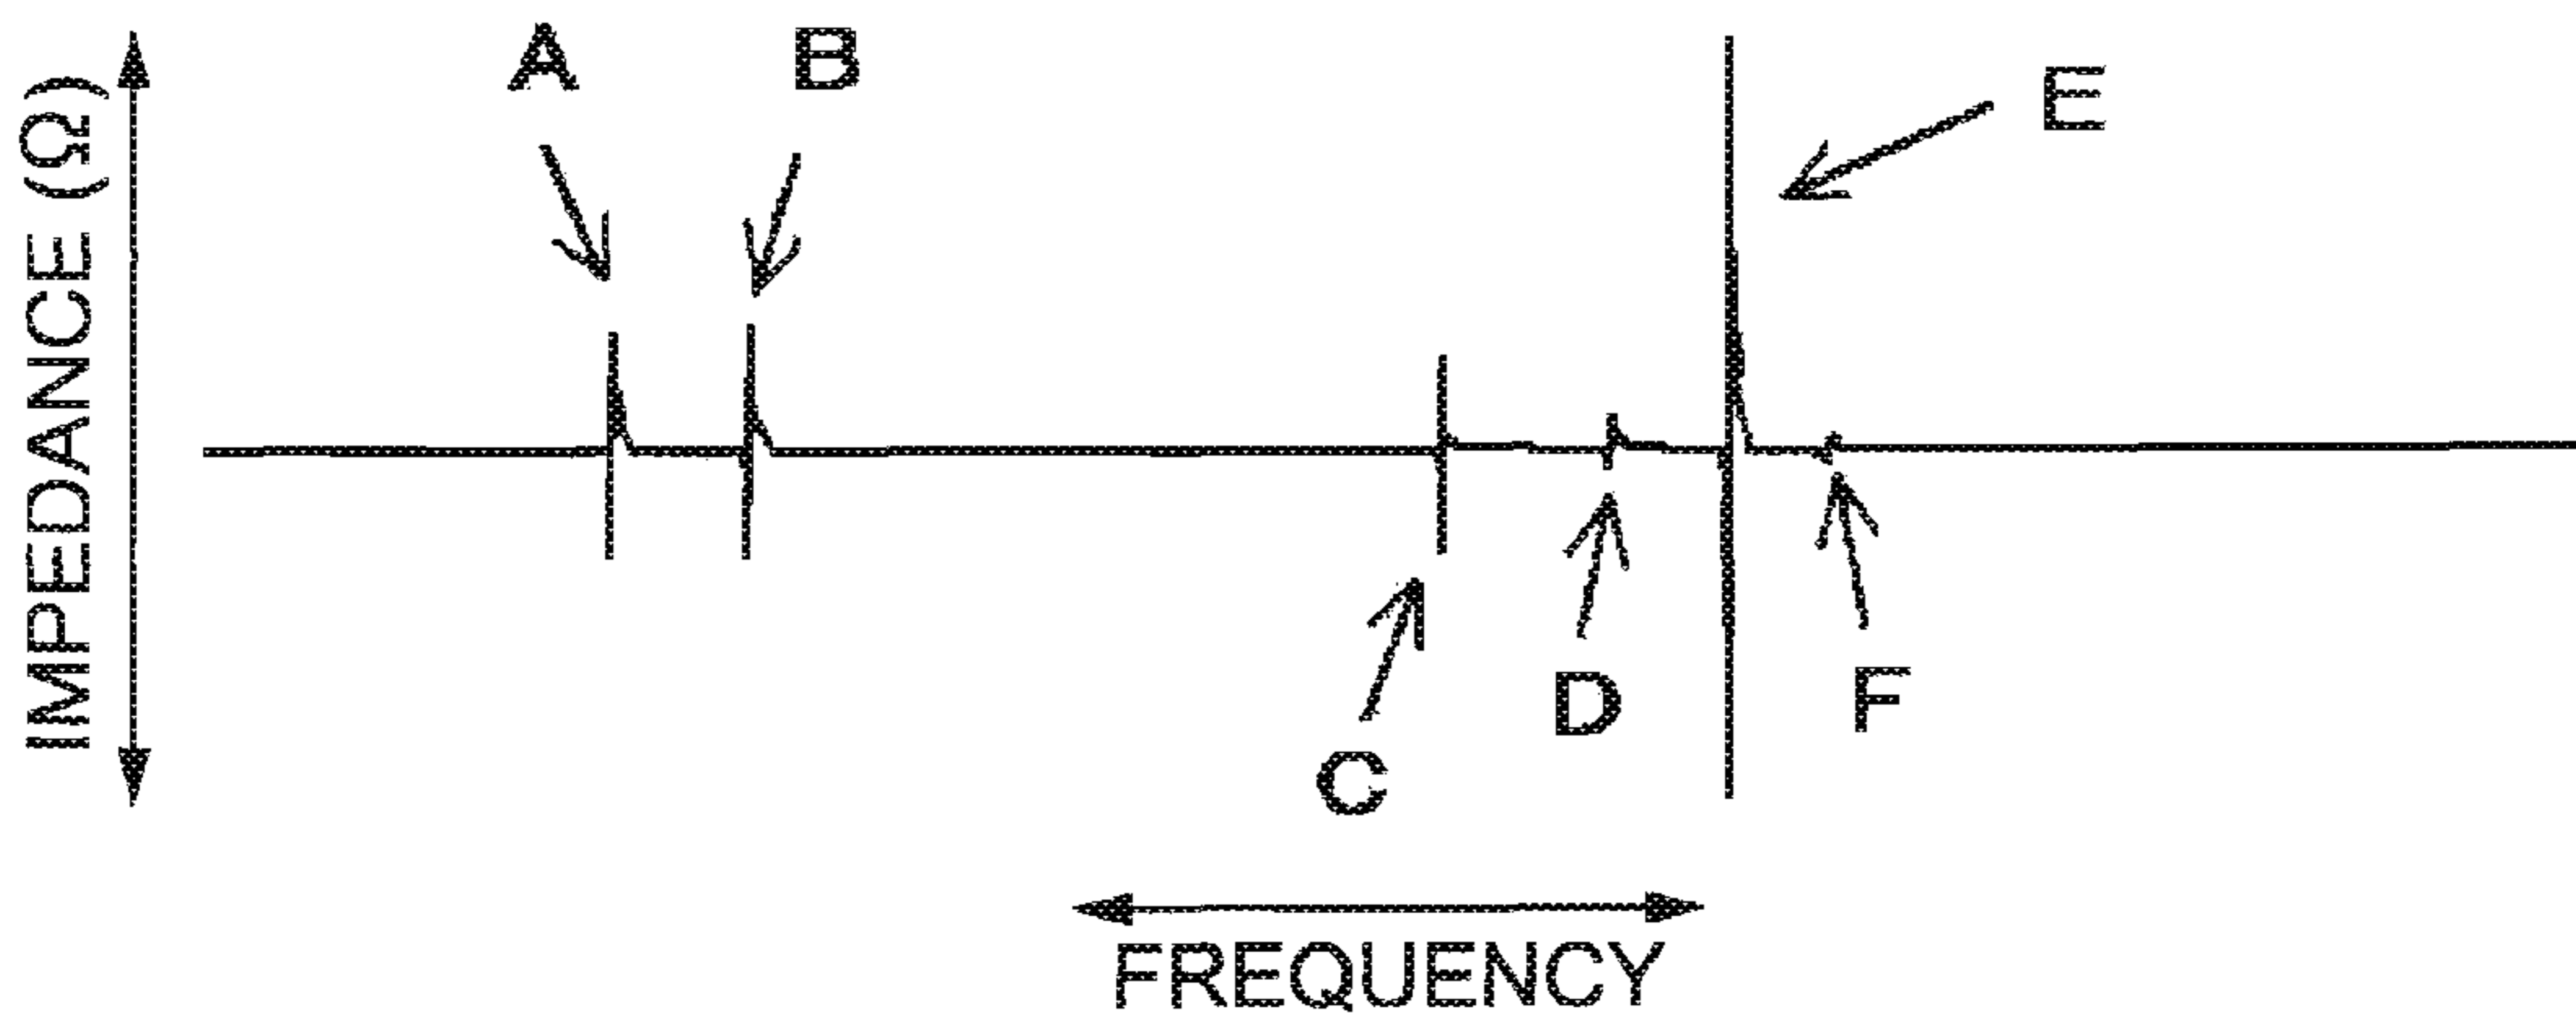 A
B
E
IMPEDANCE (Ω)
C
D
F
FREQUENCY